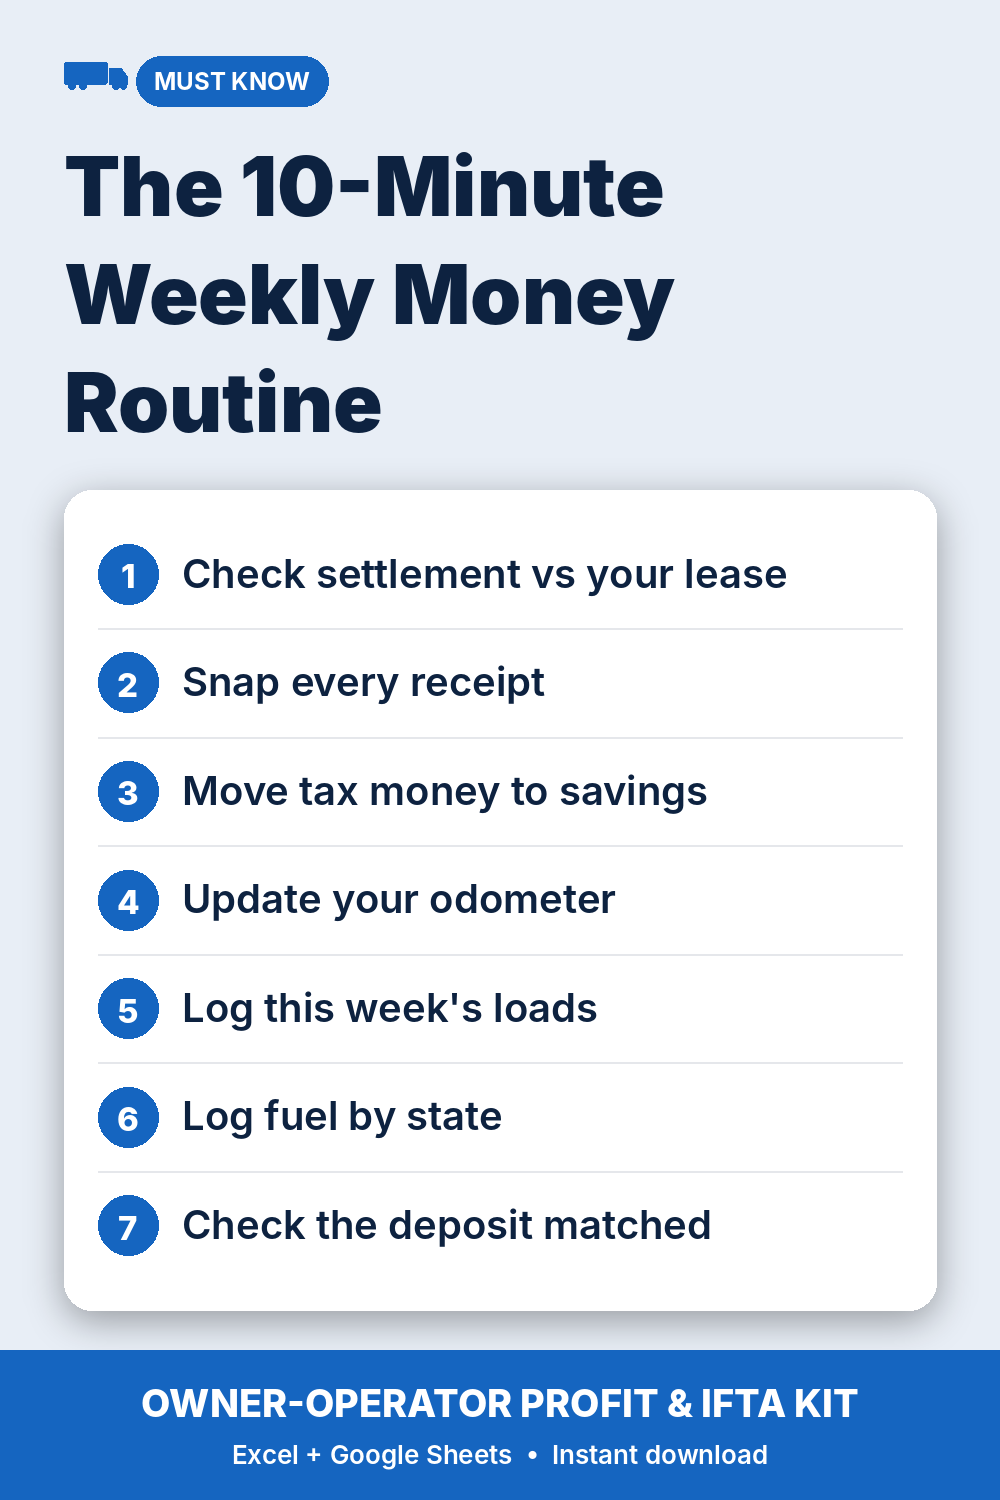 MUST KNOW
The 10-Minute
Weekly Money
Routine
1 Check settlement vs your lease
2 Snap every receipt
3 Move tax money to savings
4 Update your odometer
5 Log this week's loads
6 Log fuel by state
7 Check the deposit matched
OWNER-OPERATOR PROFIT & IFTA KIT
Excel + Google Sheets • Instant download